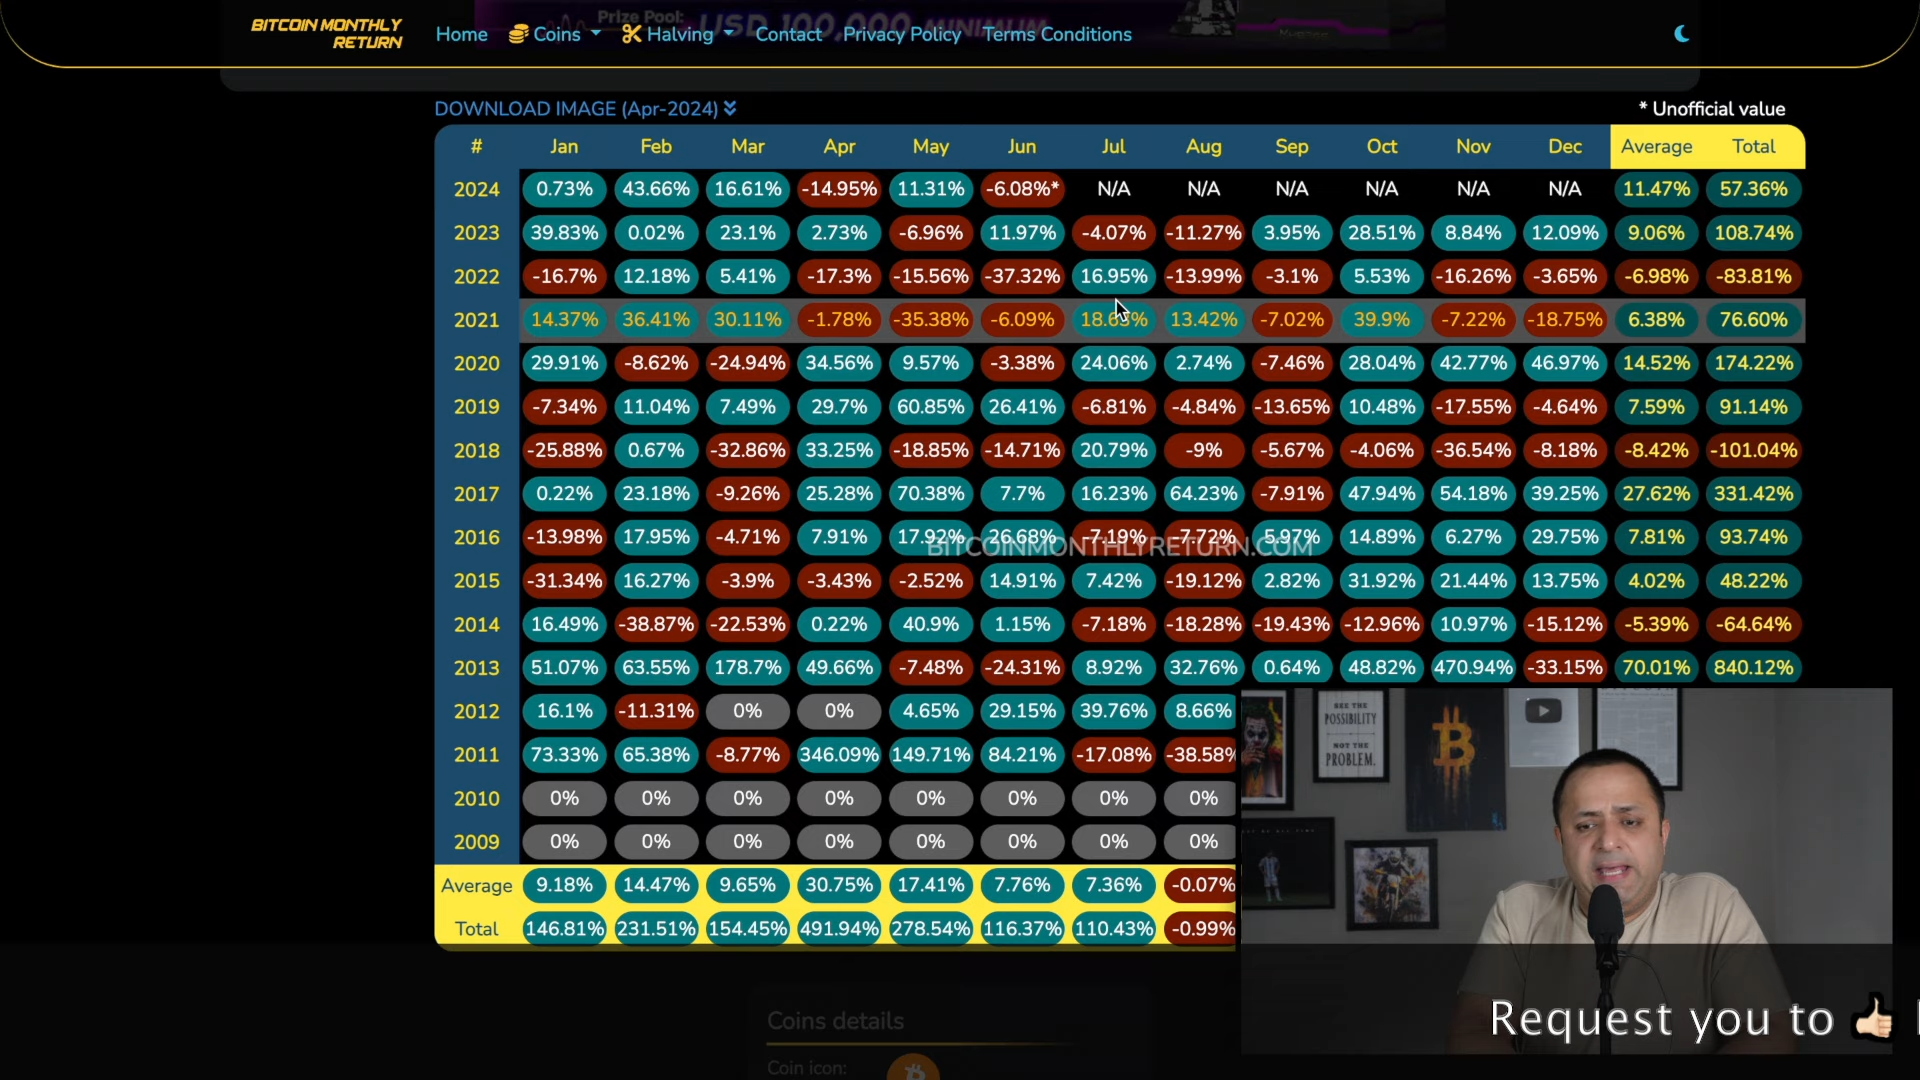 Prize Pool: USD 100,000 MINIMUM
BITCOIN MONTHLY
RETURN
Home Coins Halving Contact Privacy Policy Terms Conditions
DOWNLOAD IMAGE (Apr-2024)
* Unofficial value
# Jan Feb Mar Apr May Jun Jul Aug Sep Oct Nov Dec Average Total
2024 0.73% 43.66% 16.61% -14.95% 11.31% -6.08%* N/A N/A N/A N/A N/A N/A 11.47% 57.36%
2023 39.83% 0.02% 23.1% 2.73% -6.96% 11.97% -4.07% -11.27% 3.95% 28.51% 8.84% 12.09% 9.06% 108.74%
2022 -16.7% 12.18% 5.41% -17.3% -15.56% -37.32% 16.95% -13.99% -3.1% 5.53% -16.26% -3.65% -6.98% -83.81%
2021 14.37% 36.41% 30.11% -1.78% -35.38% -6.09% 13.42% -7.02% 39.9% -7.22% -18.75% 6.38% 76.60%
2020 29.91% -8.62% -24.94% 34.56% 9.57% -3.38% 24.06% 2.74% -7.46% 28.04% 42.77% 46.97% 14.52% 174.22%
2019 -7.34% 11.04% 7.49% 29.7% 60.85% 26.41% -6.81% -4.84% -13.65% 10.48% -17.55% -4.64% 7.59% 91.14%
2018 -25.88% 0.67% -32.86% 33.25% -18.85% -14.71% 20.79% -9% -5.67% -4.06% -36.54% -8.18% -8.42% -101.04%
2017 0.22% 23.18% -9.26% 25.28% 70.38% 7.7% 16.23% 64.23% -7.91% 47.94% 54.18% 39.25% 27.62% 331.42%
2016 -13.98% 17.95% -4.71% 7.91% 17.92% 26.68% -7.19% -7.72% 5.97% 14.89% 6.27% 29.75% 7.81% 93.74%
BITCOINMONTHLYRETURN.COM
2015 -31.34% 16.27% -3.9% -3.43% -2.52% 14.91% 7.42% -19.12% 2.82% 31.92% 21.44% 13.75% 4.02% 48.22%
2014 16.49% -38.87% -22.53% 0.22% 40.9% 1.15% -7.18% -18.28% -19.43% -12.96% 10.97% -15.12% -5.39% -64.64%
2013 51.07% 63.55% 178.7% 49.66% -7.48% -24.31% 8.92% 32.76% 0.64% 48.82% 470.94% -33.15% 70.01% 840.12%
2012 16.1% -11.31% 0% 0% 4.65% 29.15% 39.76% 8.66%
2011 73.33% 65.38% -8.77% 346.09% 149.71% 84.21% -17.08% -38.58%
2010 0% 0% 0% 0% 0% 0% 0% 0%
2009 0% 0% 0% 0% 0% 0% 0% 0%
Average 9.18% 14.47% 9.65% 30.75% 17.41% 7.76% 7.36% -0.07%
Total 146.81% 231.51% 154.45% 491.94% 278.54% 116.37% 110.43% -0.99%
SEE THE
POSSIBILITY
NOT THE
PROBLEM.
Coins details
Coin icon:
Request you to 👍🏻